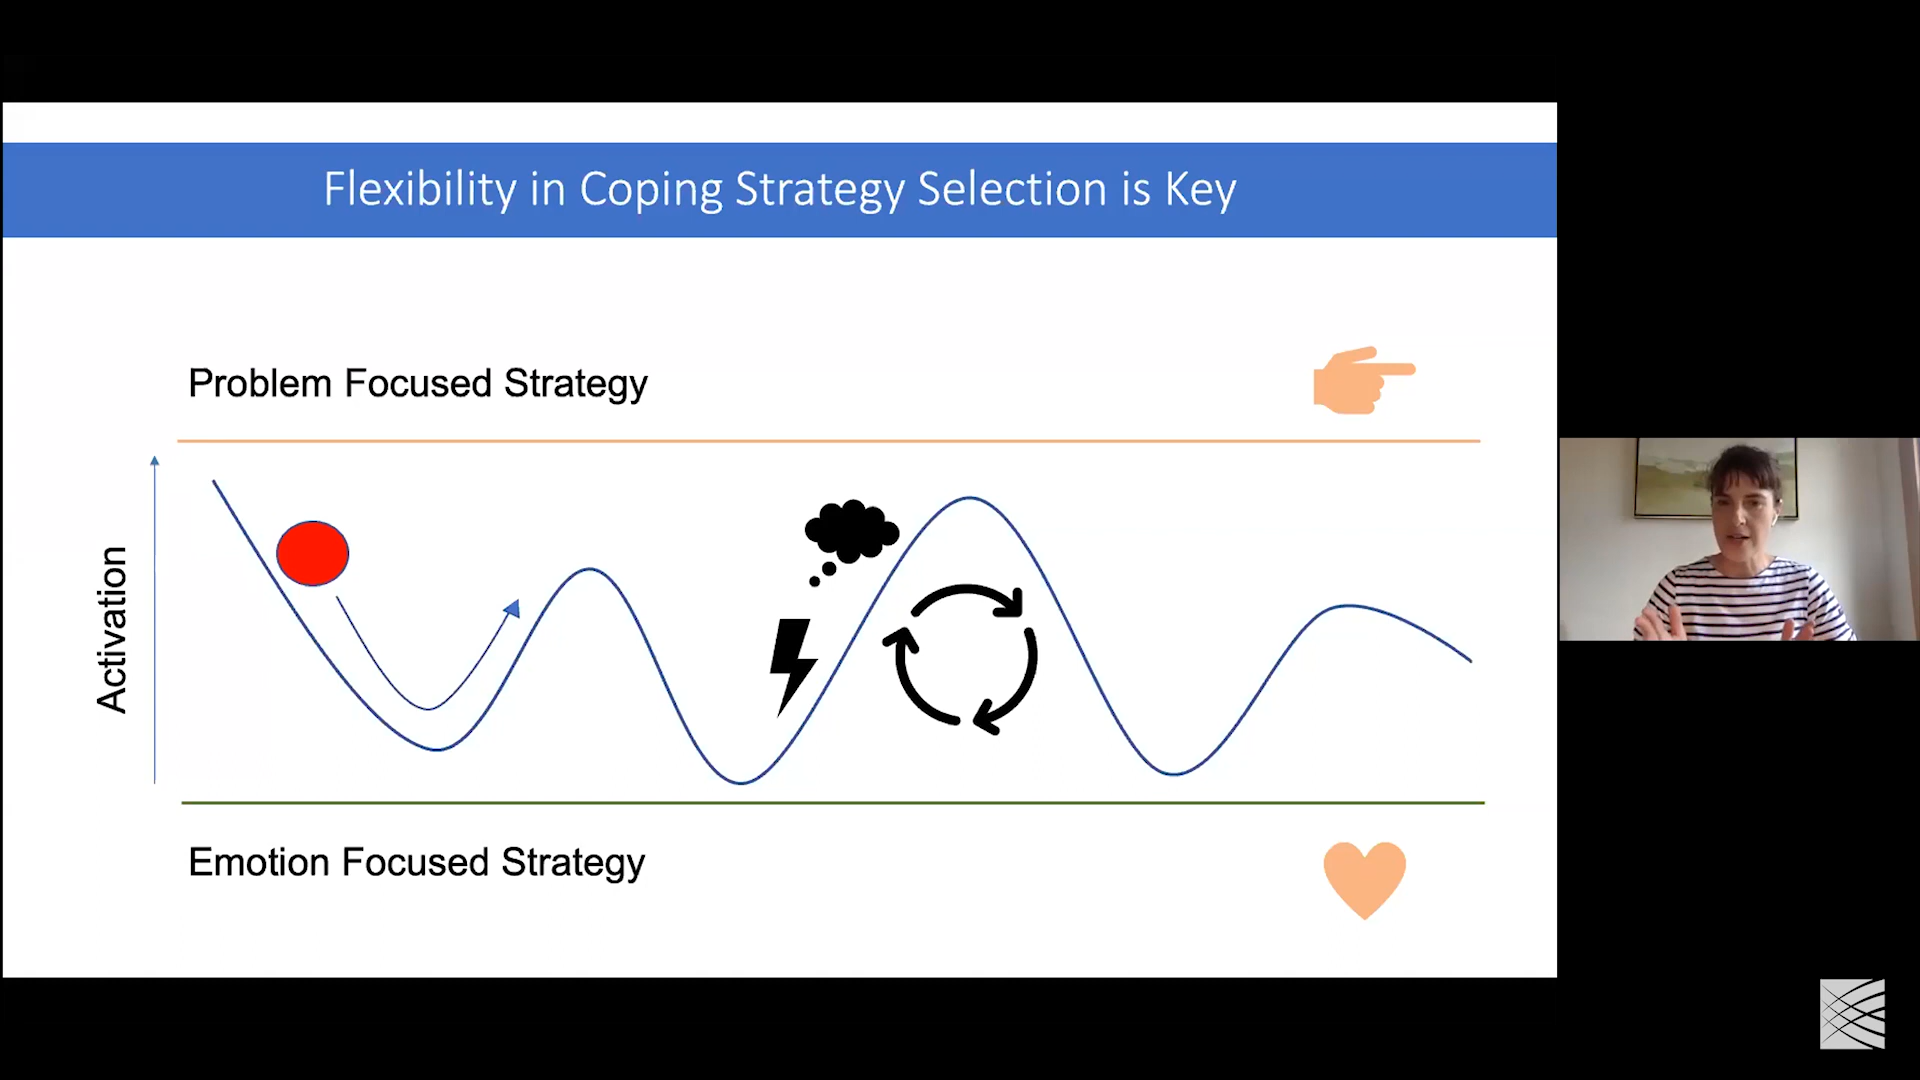 Flexibility in Coping Strategy Selection is Key
Problem Focused Strategy
Activation
Emotion Focused Strategy